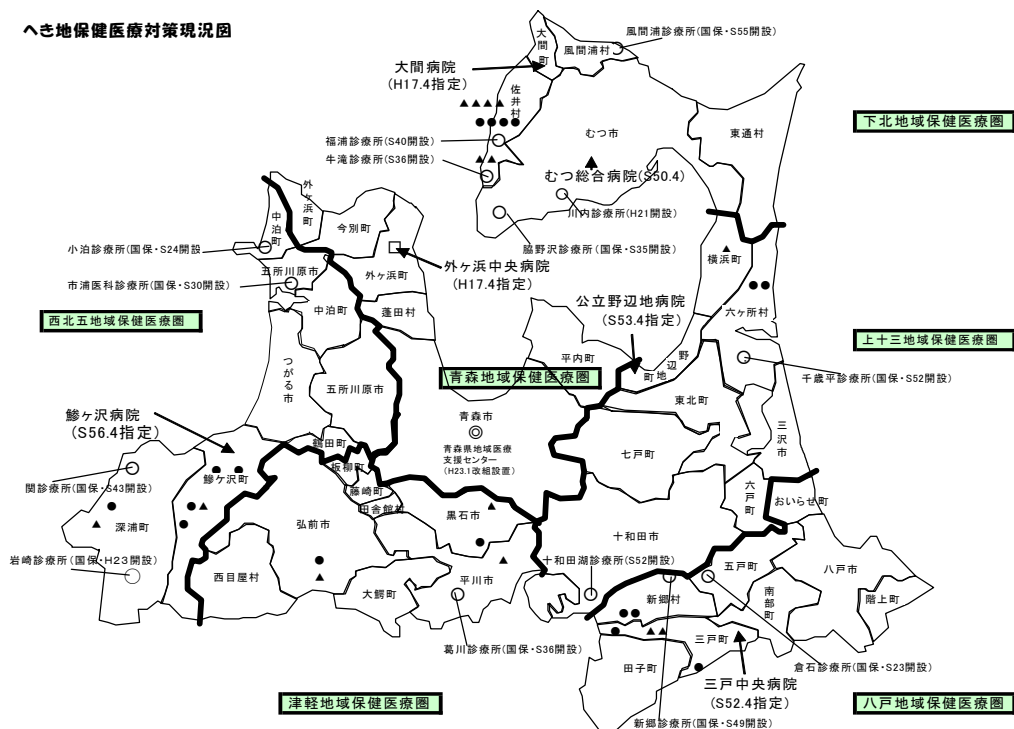 へき地保健医療対策現況図
風間浦診療所(国保・S55開設)
大間町
風間浦村
大間病院
(H17.4指定)
佐井村
下北地域保健医療圏
むつ市
東通村
福浦診療所(S40開設)
牛滝診療所(S36開設)
むつ総合病院(S50.4)
川内診療所(H21開設)
脇野沢診療所(国保・S35開設)
外ヶ浜町
中泊町
今別町
小泊診療所(国保・S24開設
五所川原市
市浦医科診療所(国保・S30開設)
外ヶ浜町
外ヶ浜中央病院
(H17.4指定)
横浜町
公立野辺地病院
(S53.4指定)
六ヶ所村
西北五地域保健医療圏
中泊町
蓬田村
上十三地域保健医療圏
つがる市
平内町
野辺地町
千歳平診療所(国保・S52開設)
青森地域保健医療圏
五所川原市
東北町
鰺ヶ沢病院
(S56.4指定)
青森市
青森県地域医療
支援センター
(H23.1改組設置)
三沢市
鶴田町
板柳町
七戸町
関診療所(国保・S43開設)
鰺ヶ沢町
藤崎町
田舎館村
六戸町
おいらせ町
深浦町
弘前市
黒石市
十和田市
岩崎診療所(国保・H23開設)
十和田湖診療所(S52開設)
五戸町
八戸市
西目屋村
大鰐町
平川市
新郷村
南部町
階上町
葛川診療所(国保・S36開設)
三戸町
田子町
倉石診療所(国保・S23開設)
三戸中央病院
(S52.4指定)
津軽地域保健医療圏
八戸地域保健医療圏
新郷診療所(国保・S49開設)